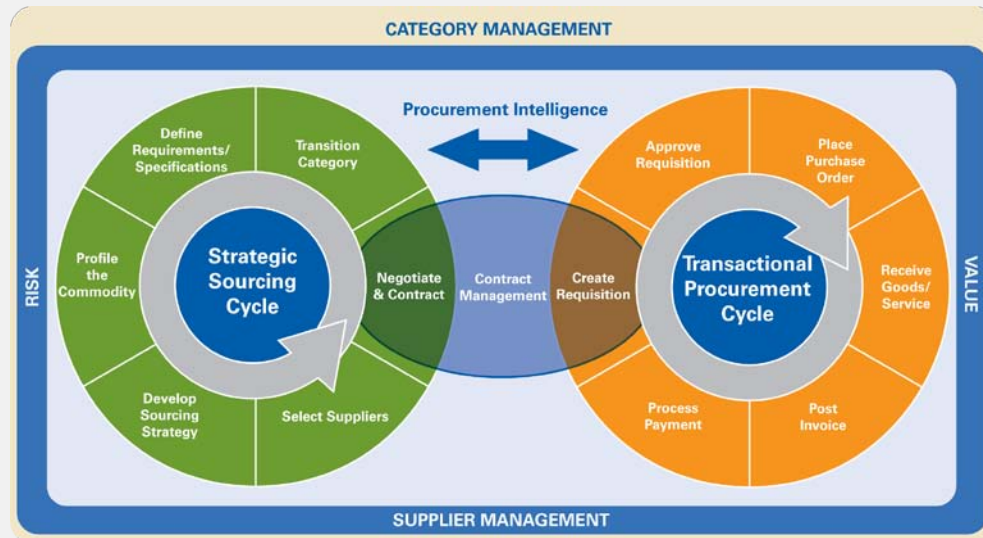 CATEGORY MANAGEMENT
Procurement Intelligence
RISK
VALUE
Define
Requirements/
Specifications
Transition
Category
Profile
the
Commodity
Strategic
Sourcing
Cycle
Negotiate
& Contract
Develop
Sourcing
Strategy
Select Suppliers
Contract
Management
Create
Requisition
Approve
Requisition
Place
Purchase
Order
Transactional
Procurement
Cycle
Receive
Goods/
Service
Process
Payment
Post
Invoice
SUPPLIER MANAGEMENT